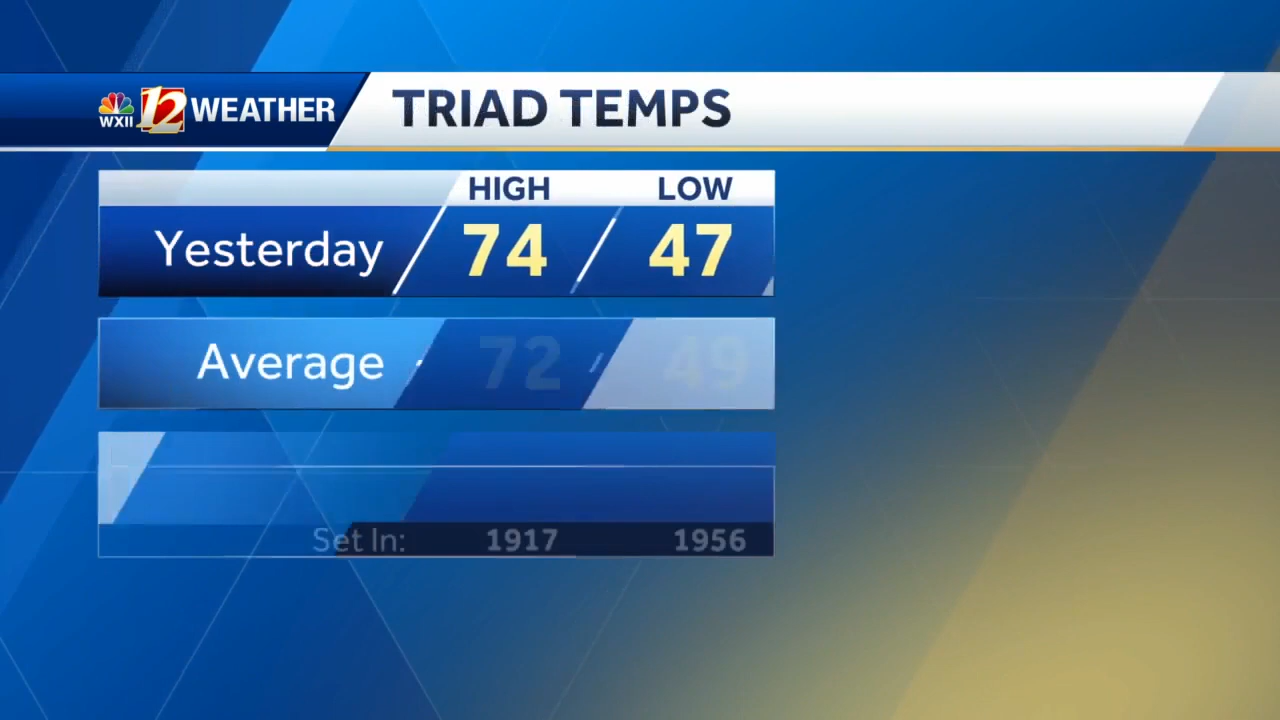 WXII 12 WEATHER
TRIAD TEMPS
HIGH LOW
Yesterday 74 47
Average 72 49
Set In: 1917 1956